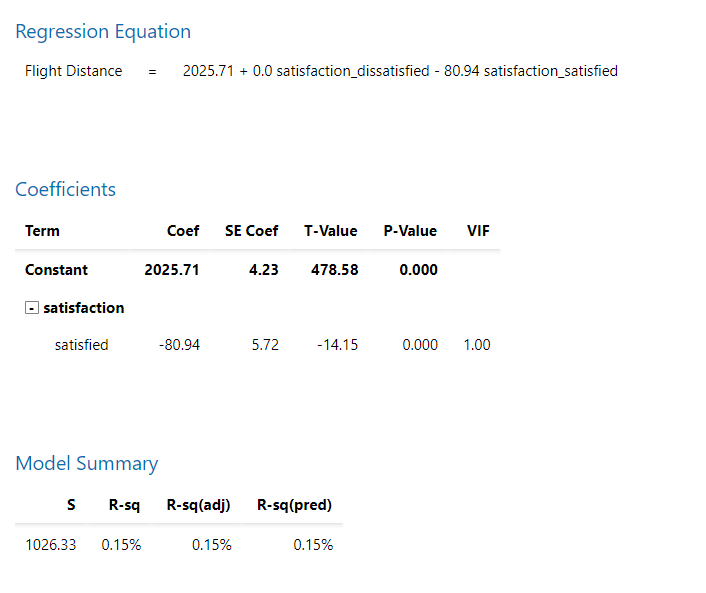 Regression Equation
Flight Distance = 2025.71 + 0.0 satisfaction_dissatisfied - 80.94 satisfaction_satisfied
Coefficients
Term Coef SE Coef T-Value P-Value VIF
Constant 2025.71 4.23 478.58 0.000
- satisfaction
satisfied -80.94 5.72 -14.15 0.000 1.00
Model Summary
S R-sq R-sq(adj) R-sq(pred)
1026.33 0.15% 0.15% 0.15%